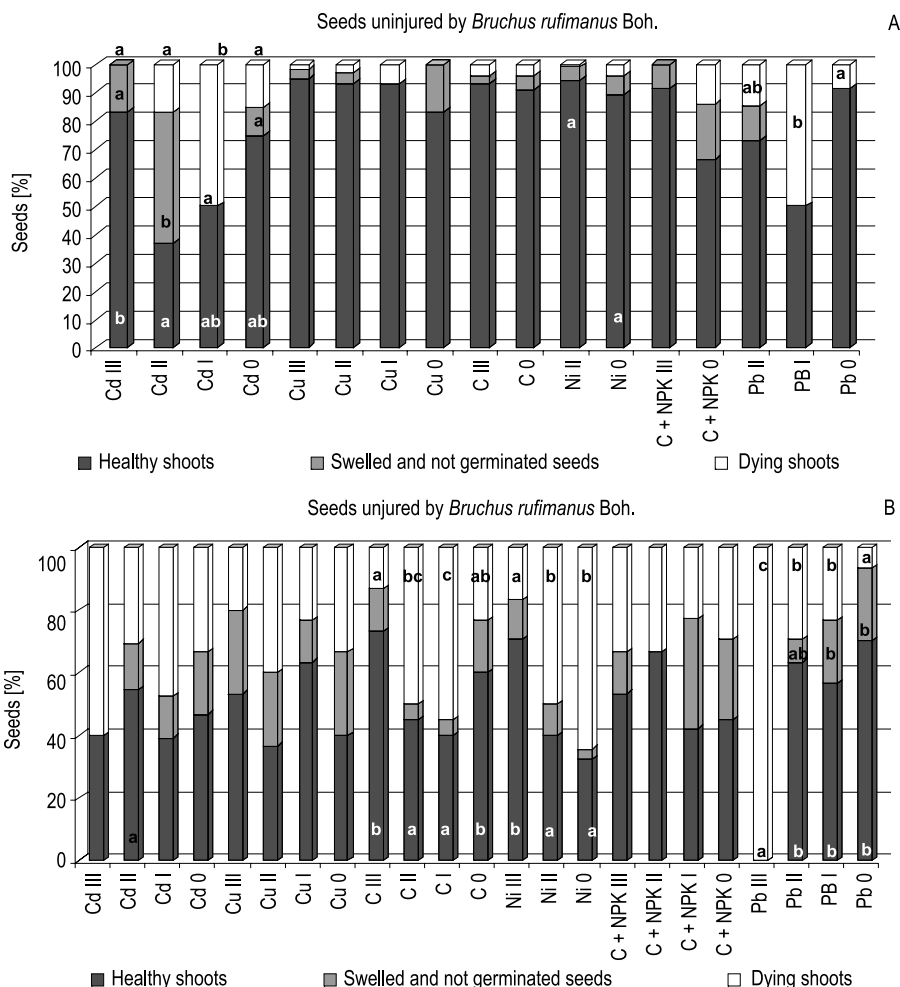 Seeds uninjured by Bruchus rufimanus Boh.
A
a a b a
100
90
80
70
60
50
40
30
20
10
0
Seeds [%]
a a ab a
a b b
a b
b a ab ab a
Cd III Cd II Cd I Cd 0 Cu III Cu II Cu I Cu 0 C III C 0 Ni II Ni 0 C + NPK III C + NPK 0 Pb II PB I Pb 0
Healthy shoots Swelled and not germinated seeds Dying shoots
Seeds unjured by Bruchus rufimanus Boh.
B
100
80
60
40
20
0
Seeds [%]
a bc c ab a b b c b b a
ab b b
a b a a b b a a a b b b
Cd III Cd II Cd I Cd 0 Cu III Cu II Cu I Cu 0 C III C II C I C 0 Ni III Ni II Ni 0 C + NPK III C + NPK II C + NPK I C + NPK 0 Pb III Pb II PB I Pb 0
Healthy shoots Swelled and not germinated seeds Dying shoots